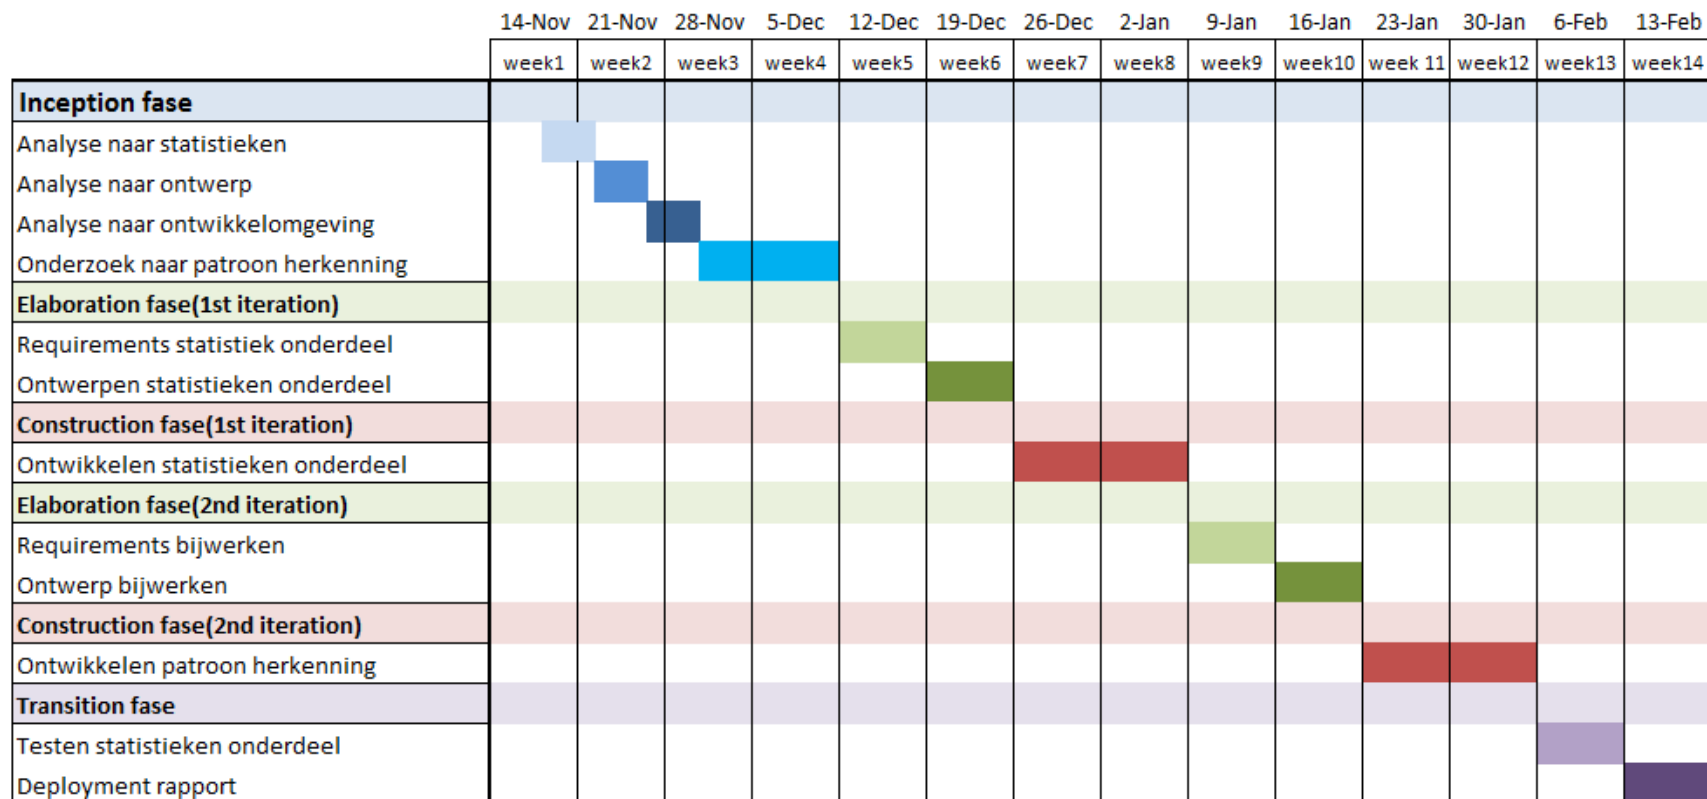 14-Nov 21-Nov 28-Nov 5-Dec 12-Dec 19-Dec 26-Dec 2-Jan 9-Jan 16-Jan 23-Jan 30-Jan 6-Feb 13-Feb
week1 week2 week3 week4 week5 week6 week7 week8 week9 week10 week 11 week12 week13 week14
Inception fase
Analyse naar statistieken
Analyse naar ontwerp
Analyse naar ontwikkelomgeving
Onderzoek naar patroon herkenning
Elaboration fase(1st iteration)
Requirements statistiek onderdeel
Ontwerpen statistieken onderdeel
Construction fase(1st iteration)
Ontwikkelen statistieken onderdeel
Elaboration fase(2nd iteration)
Requirements bijwerken
Ontwerp bijwerken
Construction fase(2nd iteration)
Ontwikkelen patroon herkenning
Transition fase
Testen statistieken onderdeel
Deployment rapport